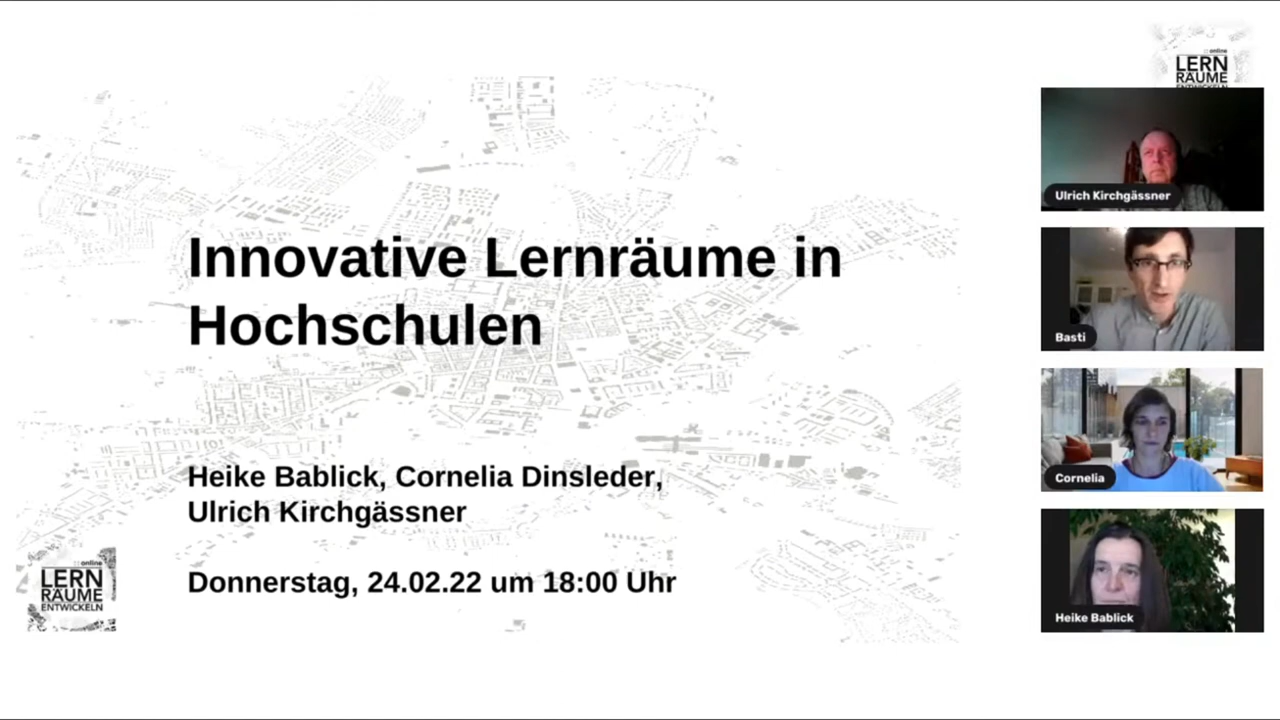 Innovative Lernräume in
Hochschulen
Heike Bablick, Cornelia Dinsleder,
Ulrich Kirchgässner
Donnerstag, 24.02.22 um 18:00 Uhr
:: online
LERN
RÄUME
ENTWICKELN
:: online
LERN
RÄUME
ENTWICKELN
Ulrich Kirchgässner
Basti
Cornelia
Heike Bablick